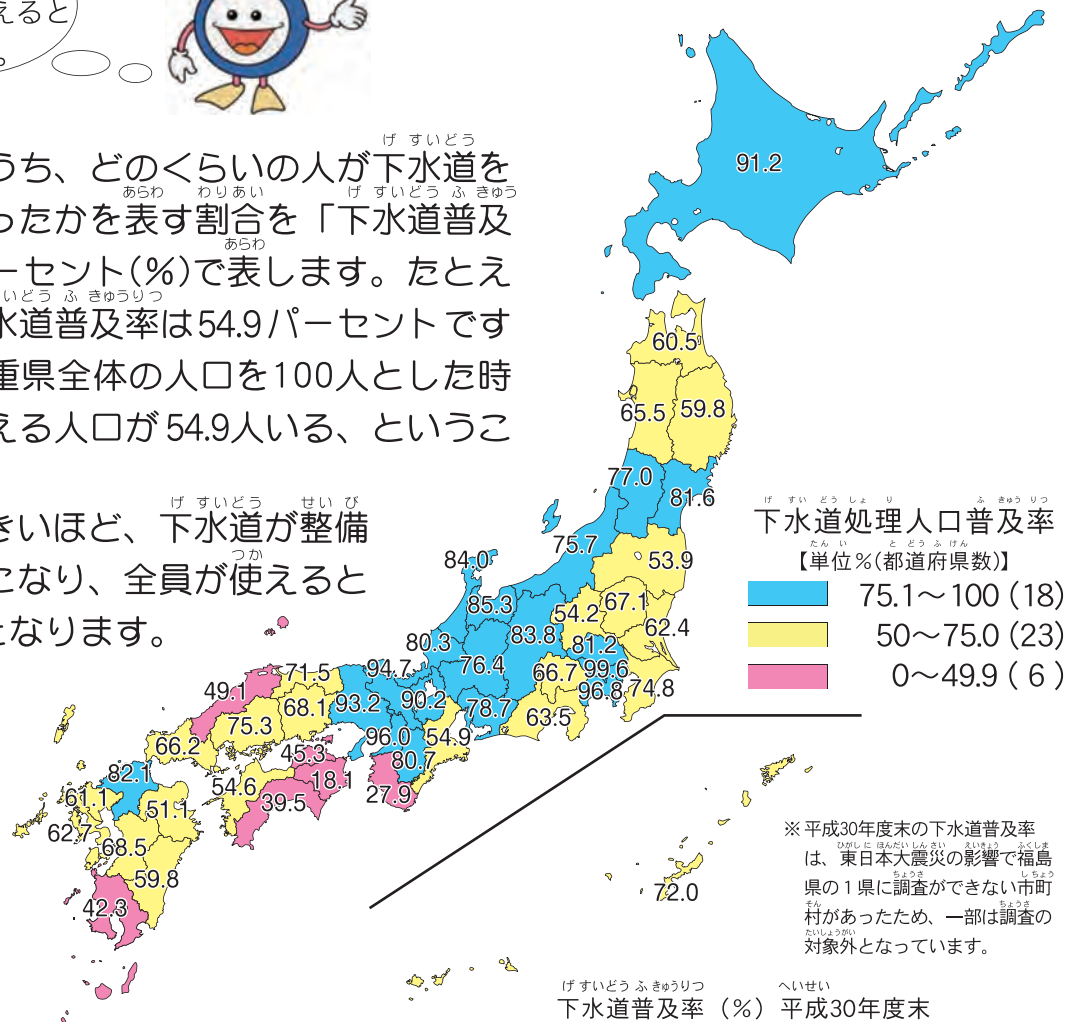 えると
。
うち、どのくらいの人が下水道を
ったかを表す割合を「下水道普及
ーセント(%)で表します。たとえ
水道普及率は54.9パーセントです
重県全体の人口を100人とした時
える人口が54.9人いる、というこ
きいほど、下水道が整備
になり、全員が使えると
となります。
91.2
60.5
65.5 59.8
77.0
81.6
75.7
53.9
84.0
85.3
54.2 67.1
62.4
80.3 83.8 81.2
76.4 66.7 99.6
96.8 74.8
94.7
71.5
49.1
93.2 90.2 78.7
63.5
68.1
75.3
96.0 54.9
66.2
45.3 80.7
82.1
18.1
27.9
54.6
39.5
61.1
51.1
62.7
68.5
59.8
42.3
72.0
下水道処理人口普及率
【単位%(都道府県数)】
75.1〜100 (18)
50〜75.0 (23)
0〜49.9 ( 6 )
※平成30年度末の下水道普及率
は、東日本大震災の影響で福島
県の1県に調査ができない市町
村があったため、一部は調査の
対象外となっています。
下水道普及率(%)平成30年度末